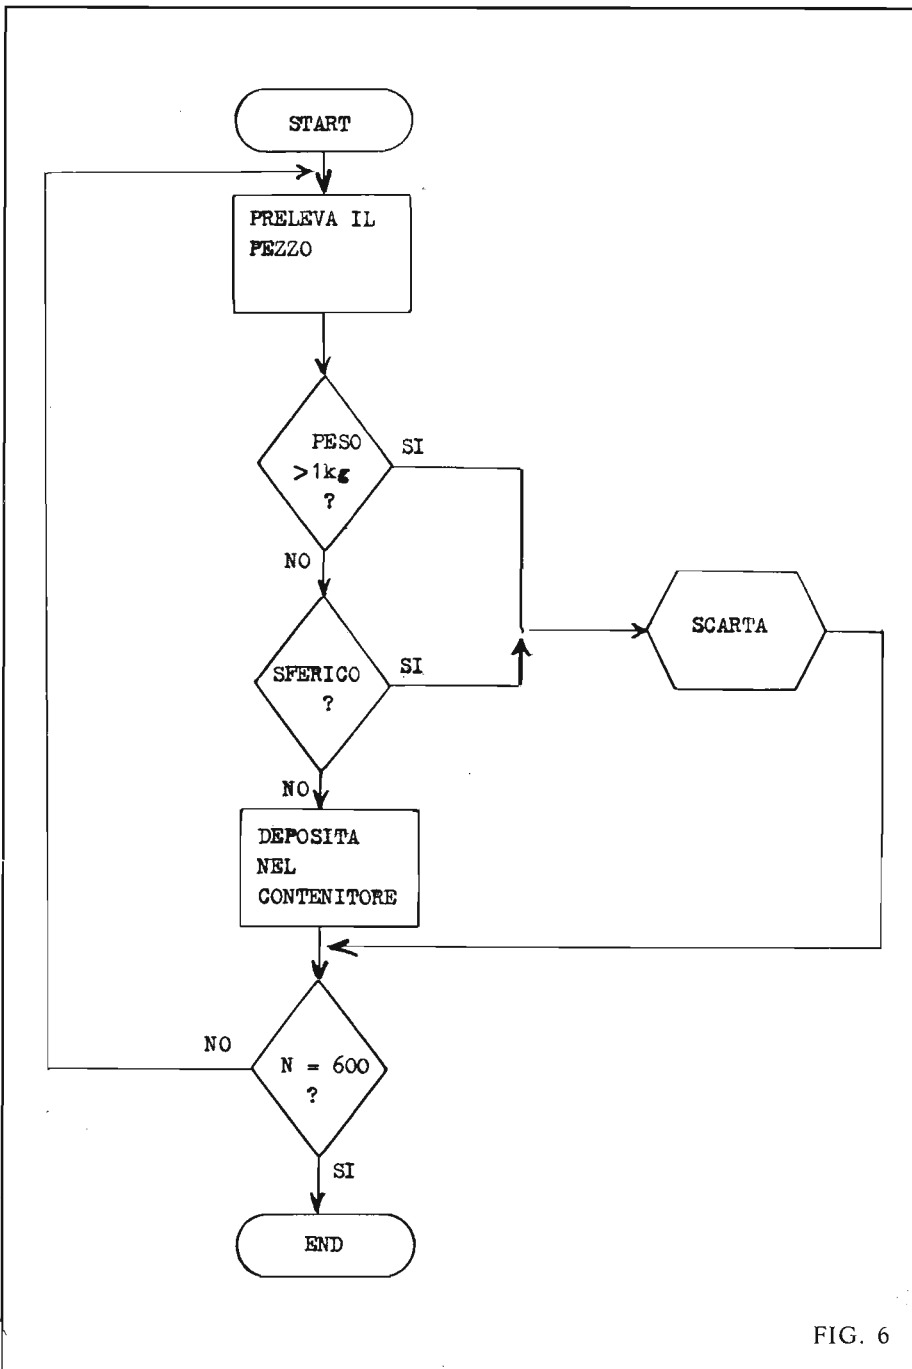 START
PRELEVA IL
PEZZO
PESO
>1kg
?
SI
NO
SCARTA
SFERICO
?
SI
NO
DEPOSITA
NEL
CONTENITORE
NO
N = 600
?
SI
END
FIG. 6